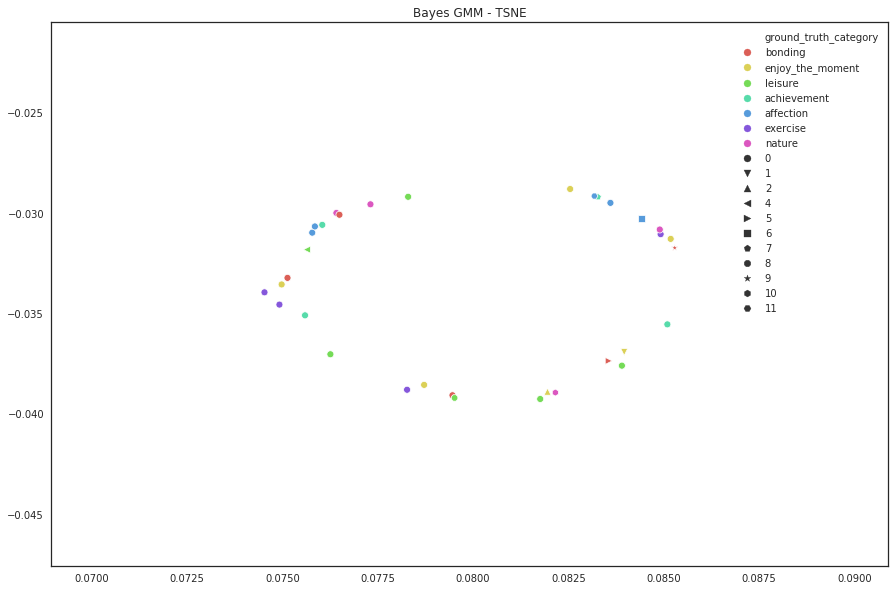 Bayes GMM - TSNE
ground_truth_category
bonding
enjoy_the_moment
leisure
achievement
affection
exercise
nature
0
1
2
4
5
6
7
8
9
10
11
−0.025
−0.030
−0.035
−0.040
−0.045
0.0700
0.0725
0.0750
0.0775
0.0800
0.0825
0.0850
0.0875
0.0900